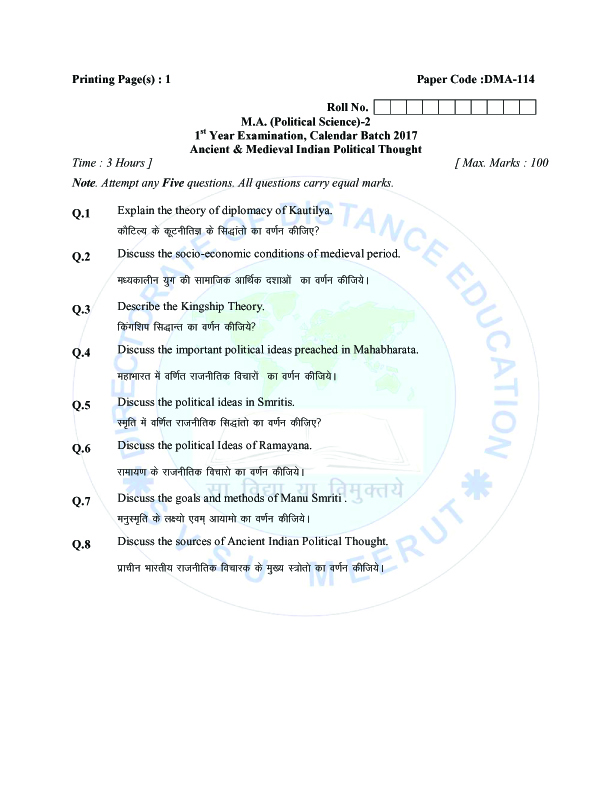 Printing Page(s) : 1 Paper Code :DMA-114
Roll No.
M.A. (Political Science)-2
1st Year Examination, Calendar Batch 2017
Ancient & Medieval Indian Political Thought
Time : 3 Hours ] [ Max. Marks : 100
Note. Attempt any Five questions. All questions carry equal marks.
Q.1 Explain the theory of diplomacy of Kautilya.
कौटिल्य के कूटनीतिज्ञ के सिद्धांतो का वर्णन कीजिए?
Q.2 Discuss the socio-economic conditions of medieval period.
मध्यकालीन युग की सामाजिक आर्थिक दशाओं का वर्णन कीजिये।
Q.3 Describe the Kingship Theory.
किंगशिप सिद्धान्त का वर्णन कीजिये?
Q.4 Discuss the important political ideas preached in Mahabharata.
महाभारत में वर्णित राजनीतिक विचारों का वर्णन कीजिये।
Q.5 Discuss the political ideas in Smritis.
स्मृति में वर्णित राजनीतिक सिद्धांतो का वर्णन कीजिए?
Q.6 Discuss the political Ideas of Ramayana.
रामायण के राजनीतिक विचारो का वर्णन कीजिये।
Q.7 Discuss the goals and methods of Manu Smriti .
मनुस्मृति के लक्ष्यो एवम् आयामो का वर्णन कीजिये।
Q.8 Discuss the sources of Ancient Indian Political Thought.
प्राचीन भारतीय राजनीतिक विचारक के मुख्य स्त्रोतो का वर्णन कीजिये।
DIRECTORATE OF DISTANCE EDUCATION
सा विद्या या विमुक्तये
SVSU MEERUT